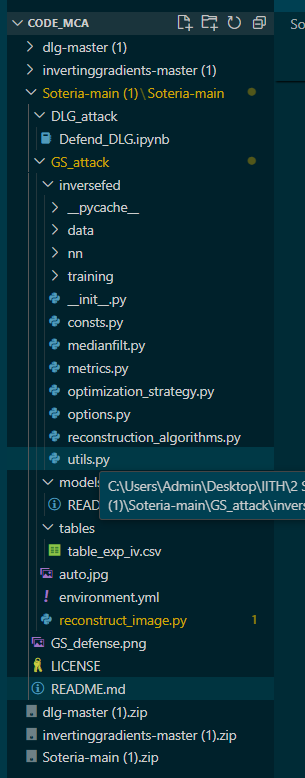 CODE_MCA
So
dlg-master (1)
invertinggradients-master (1)
Soteria-main (1)\Soteria-main
DLG_attack
Defend_DLG.ipynb
GS_attack
inversefed
__pycache__
data
nn
training
__init__.py
consts.py
medianfilt.py
metrics.py
optimization_strategy.py
options.py
reconstruction_algorithms.py
utils.py
models
C:\Users\Admin\Desktop\IITH\2 S
READ
(1)\Soteria-main\GS_attack\invers
tables
table_exp_iv.csv
auto.jpg
! environment.yml
reconstruct_image.py 1
GS_defense.png
LICENSE
README.md
dlg-master (1).zip
invertinggradients-master (1).zip
Soteria-main (1).zip